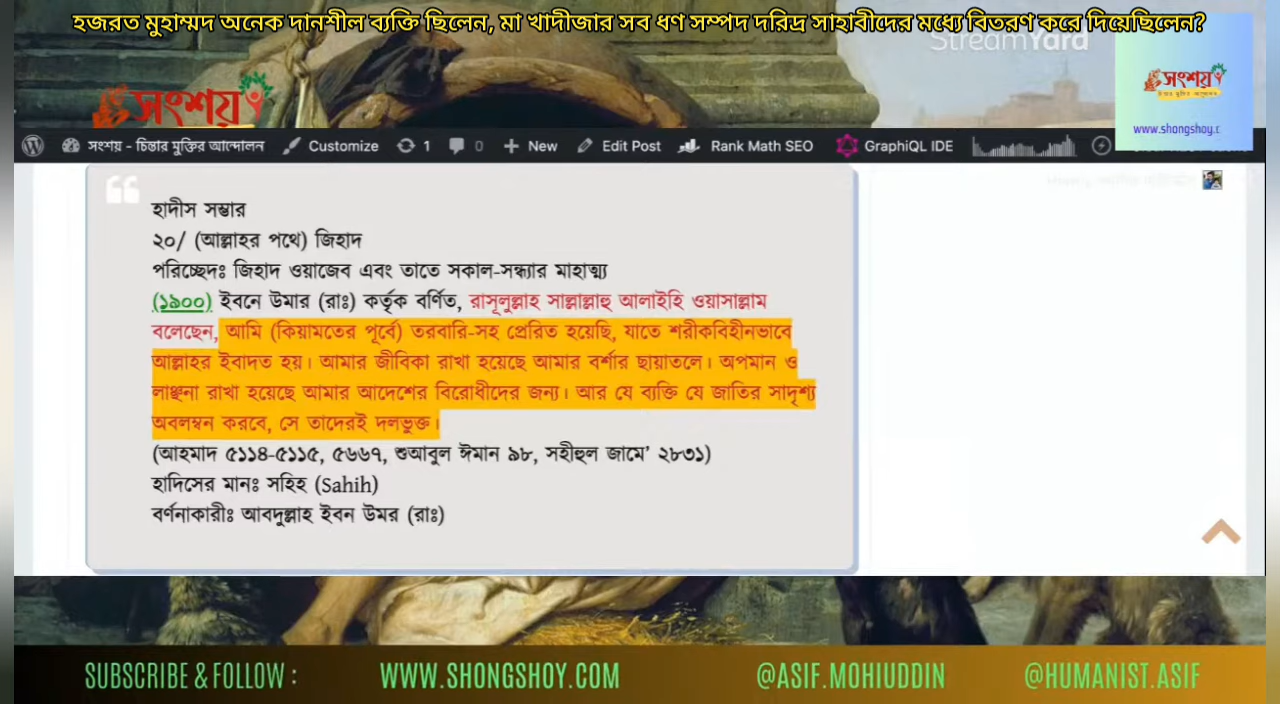 হজরত মুহাম্মদ অনেক দানশীল ব্যক্তি ছিলেন, মা খাদীজার সব ধণ সম্পদ দরিদ্র সাহাবীদের মধ্যে বিতরণ করে দিয়েছিলেন?
StreamYard
সংশয়
সংশয়
www.shongshoy.c
সংশয় - চিন্তার মুক্তির আন্দোলন Customize 1 0 New Edit Post Rank Math SEO GraphiQL IDE
হাদীস সম্ভার
২০/ (আল্লাহর পথে) জিহাদ
পরিচ্ছেদঃ জিহাদ ওয়াজেব এবং তাতে সকাল-সন্ধ্যার মাহাত্ম্য
(১৯০০) ইবনে উমার (রাঃ) কর্তৃক বর্ণিত, রাসূলুল্লাহ সাল্লাল্লাহু আলাইহি ওয়াসাল্লাম
বলেছেন, আমি (কিয়ামতের পূর্বে) তরবারি-সহ প্রেরিত হয়েছি, যাতে শরীকবিহীনভাবে
আল্লাহর ইবাদত হয়। আমার জীবিকা রাখা হয়েছে আমার বর্শার ছায়াতলে। অপমান ও
লাঞ্ছনা রাখা হয়েছে আমার আদেশের বিরোধীদের জন্য। আর যে ব্যক্তি যে জাতির সাদৃশ্য
অবলম্বন করবে, সে তাদেরই দলভুক্ত।
(আহমাদ ৫১১৪-৫১১৫, ৫৬৬৭, শুআবুল ঈমান ৯৮, সহীহুল জামে’ ২৮৩১)
হাদিসের মানঃ সহিহ (Sahih)
বর্ণনাকারীঃ আবদুল্লাহ ইবন উমর (রাঃ)
SUBSCRIBE & FOLLOW : WWW.SHONGSHOY.COM @ASIF.MOHIUDDIN @HUMANIST.ASIF